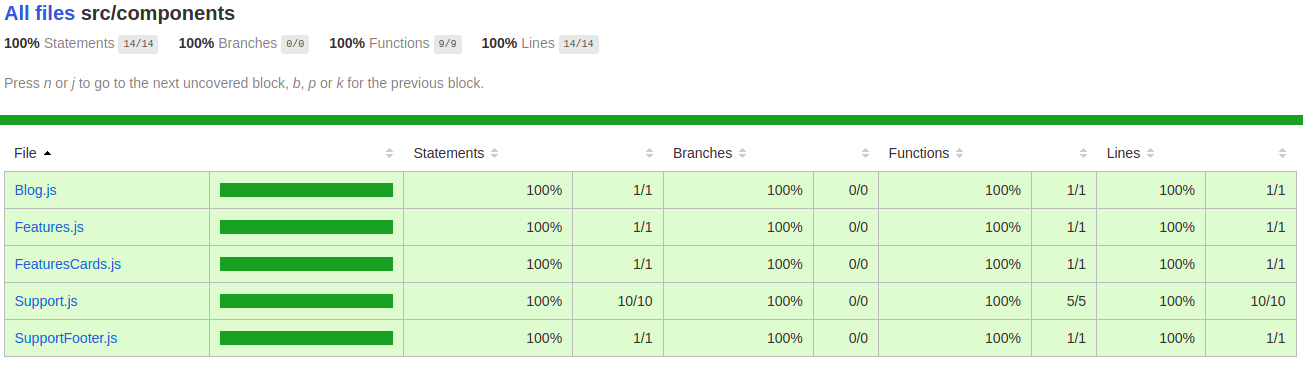 All files src/components
100% Statements 14/14 100% Branches 0/0 100% Functions 9/9 100% Lines 14/14
Press n or j to go to the next uncovered block, b, p or k for the previous block.
File Statements Branches Functions Lines
Blog.js 100% 1/1 100% 0/0 100% 1/1 100% 1/1
Features.js 100% 1/1 100% 0/0 100% 1/1 100% 1/1
FeaturesCards.js 100% 1/1 100% 0/0 100% 1/1 100% 1/1
Support.js 100% 10/10 100% 0/0 100% 5/5 100% 10/10
SupportFooter.js 100% 1/1 100% 0/0 100% 1/1 100% 1/1